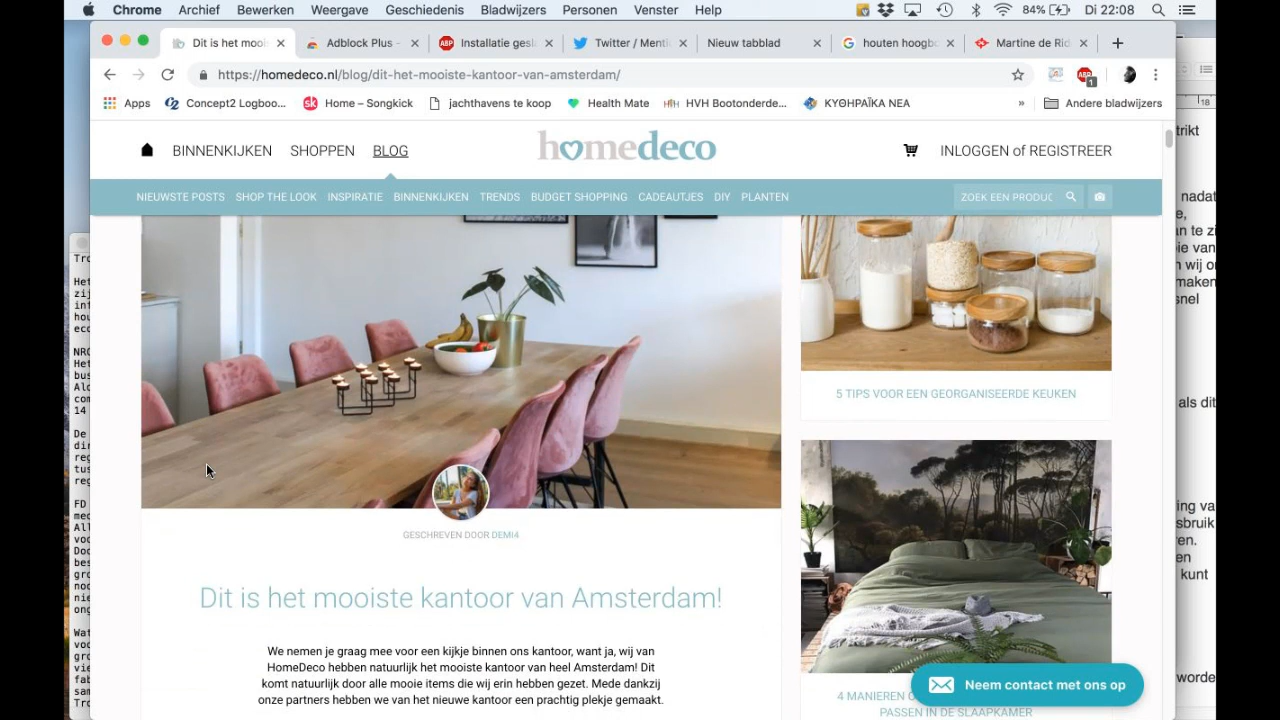 Chrome Archief Bewerken Weergave Geschiedenis Bladwijzers Personen Venster Help 84% Di 22:08
Dit is het mooi Adblock Plus - Installatie gesla Twitter / Menti Nieuw tabblad houten hoogb Martine de Rid
https://homedeco.nl/blog/dit-het-mooiste-kantoor-van-amsterdam/
Apps Concept2 Logboo... Home – Songkick jachthavens te koop Health Mate HVH Bootonderde... ΚΥΘΗΡΑΪΚΑ ΝΕΑ » Andere bladwijzers
BINNENKIJKEN SHOPPEN BLOG homedeco INLOGGEN of REGISTREER
NIEUWSTE POSTS SHOP THE LOOK INSPIRATIE BINNENKIJKEN TRENDS BUDGET SHOPPING CADEAUTJES DIY PLANTEN ZOEK EEN PRODUC
5 TIPS VOOR EEN GEORGANISEERDE KEUKEN
GESCHREVEN DOOR DEMI4
Dit is het mooiste kantoor van Amsterdam!
We nemen je graag mee voor een kijkje binnen ons kantoor, want ja, wij van
HomeDeco hebben natuurlijk het mooiste kantoor van heel Amsterdam! Dit
komt natuurlijk door alle mooie items die wij erin hebben gezet. Mede dankzij
onze partners hebben we van het nieuwe kantoor een prachtig plekje gemaakt.
4 MANIEREN
PASSEN IN DE SLAAPKAMER
Neem contact met ons op